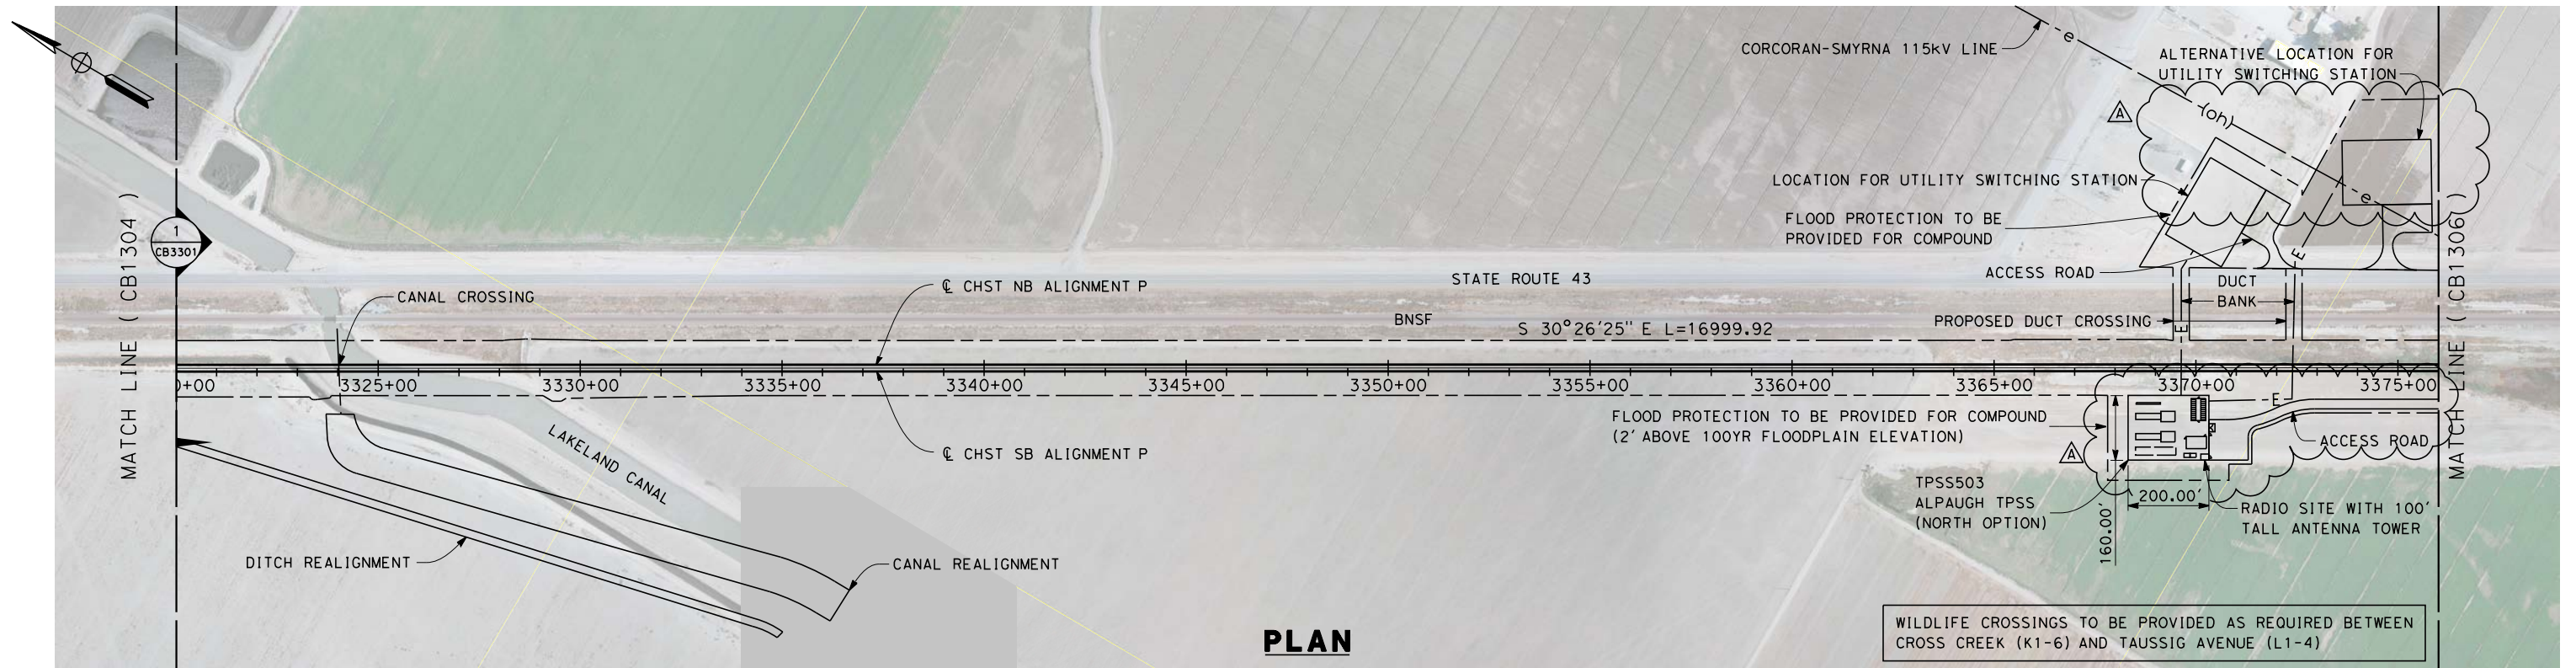 CORCORAN-SMYRNA 115kV LINE
e
ALTERNATIVE LOCATION FOR
UTILITY SWITCHING STATION
A
(oh)
LOCATION FOR UTILITY SWITCHING STATION
e
FLOOD PROTECTION TO BE
PROVIDED FOR COMPOUND
1
CB3301
MATCH LINE ( CB1304 )
MATCH LINE ( CB1306 )
E
ACCESS ROAD
STATE ROUTE 43
DUCT
BANK
CANAL CROSSING
℄ CHST NB ALIGNMENT P
BNSF
S 30°26'25" E L=16999.92
PROPOSED DUCT CROSSING
E
0+00
3325+00
3330+00
3335+00
3340+00
3345+00
3350+00
3355+00
3360+00
3365+00
3370+00
3375+00
E
FLOOD PROTECTION TO BE PROVIDED FOR COMPOUND
(2' ABOVE 100YR FLOODPLAIN ELEVATION)
ACCESS ROAD
LAKELAND CANAL
℄ CHST SB ALIGNMENT P
A
TPSS503
ALPAUGH TPSS
(NORTH OPTION)
200.00'
160.00'
RADIO SITE WITH 100'
TALL ANTENNA TOWER
DITCH REALIGNMENT
CANAL REALIGNMENT
PLAN
WILDLIFE CROSSINGS TO BE PROVIDED AS REQUIRED BETWEEN
CROSS CREEK (K1-6) AND TAUSSIG AVENUE (L1-4)